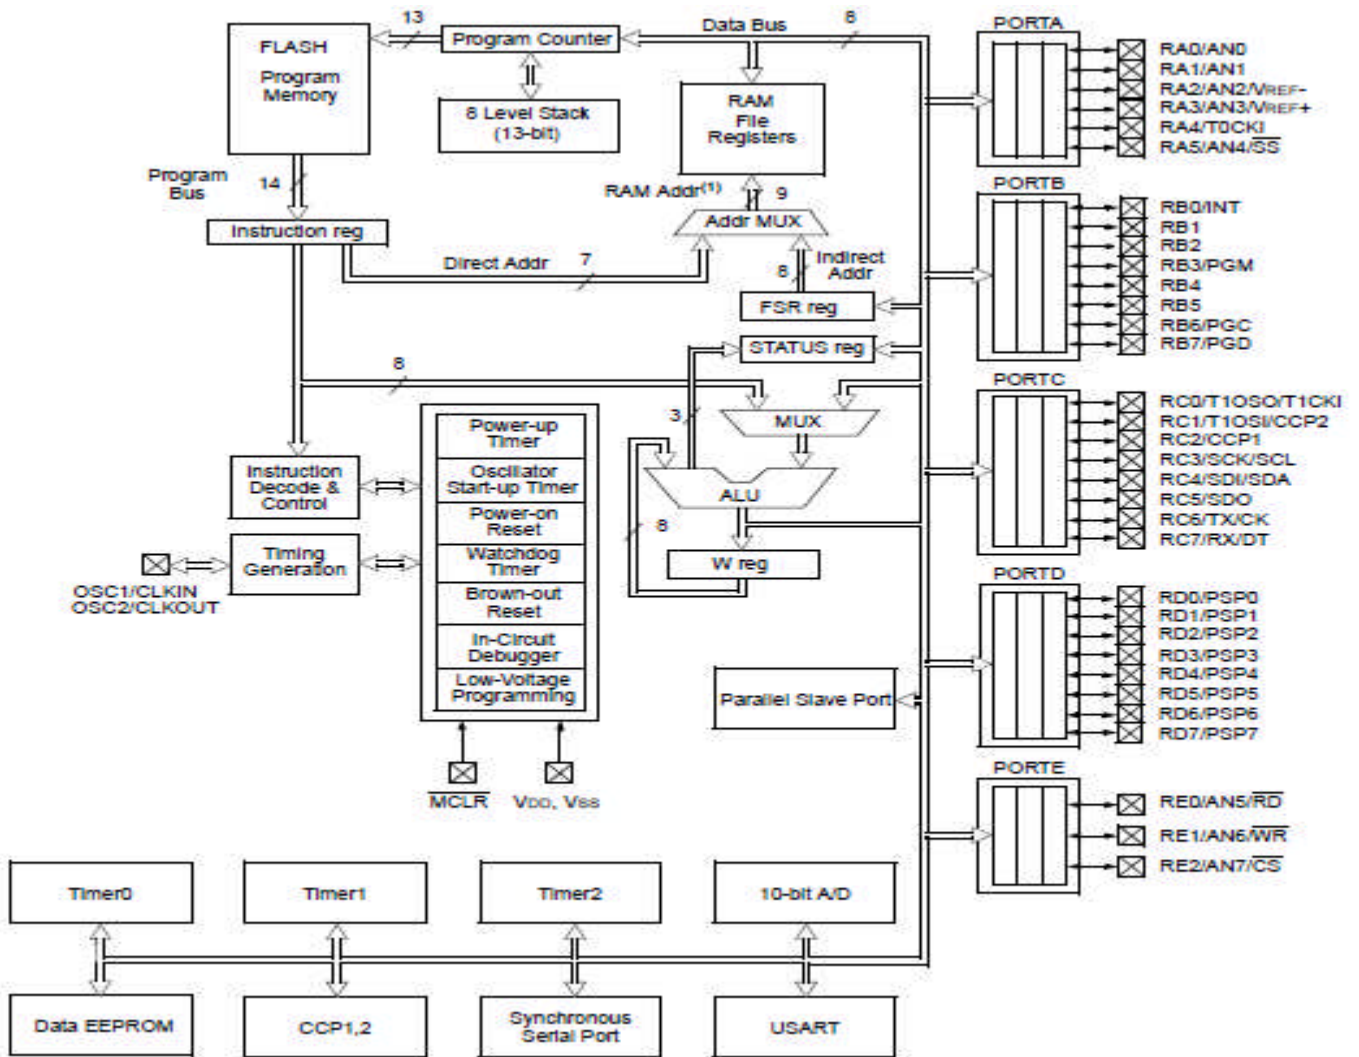 FLASH
Program
Memory
13
Program Counter
Data Bus
8
8 Level Stack
(13-bit)
RAM
File
Registers
Program
Bus
14
RAM Addr(1)
9
Addr MUX
Instruction reg
Direct Addr
7
8
Indirect
Addr
FSR reg
STATUS reg
8
3
MUX
ALU
8
W reg
Power-up
Timer
Oscillator
Start-up Timer
Power-on
Reset
Watchdog
Timer
Brown-out
Reset
In-Circuit
Debugger
Low-Voltage
Programming
Instruction
Decode &
Control
Timing
Generation
OSC1/CLKIN
OSC2/CLKOUT
MCLR
VDD, VSS
Parallel Slave Port
PORTA
RA0/AN0
RA1/AN1
RA2/AN2/VREF-
RA3/AN3/VREF+
RA4/T0CKI
RA5/AN4/SS
PORTB
RB0/INT
RB1
RB2
RB3/PGM
RB4
RB5
RB6/PGC
RB7/PGD
PORTC
RC0/T1OSO/T1CKI
RC1/T1OSI/CCP2
RC2/CCP1
RC3/SCK/SCL
RC4/SDI/SDA
RC5/SDO
RC6/TX/CK
RC7/RX/DT
PORTD
RD0/PSP0
RD1/PSP1
RD2/PSP2
RD3/PSP3
RD4/PSP4
RD5/PSP5
RD6/PSP6
RD7/PSP7
PORTE
RE0/AN5/RD
RE1/AN6/WR
RE2/AN7/CS
Timer0
Timer1
Timer2
10-bit A/D
Data EEPROM
CCP1,2
Synchronous
Serial Port
USART